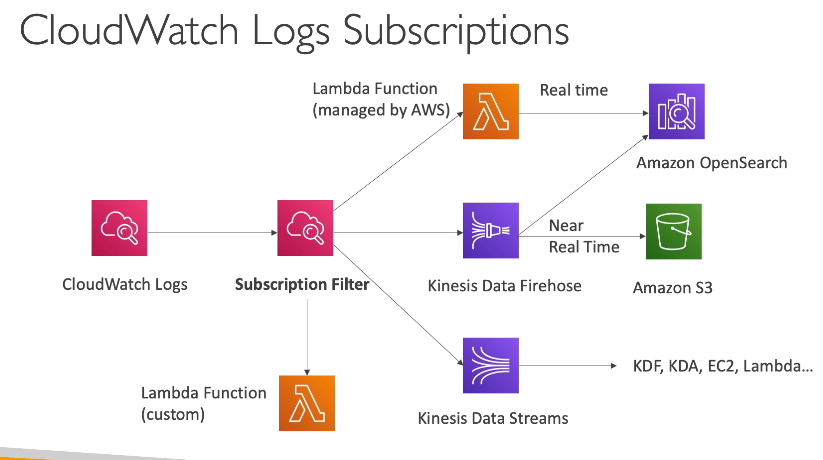 CloudWatch Logs Subscriptions
Lambda Function
(managed by AWS)
Real time
Amazon OpenSearch
CloudWatch Logs
Subscription Filter
Kinesis Data Firehose
Near
Real Time
Amazon S3
Lambda Function
(custom)
Kinesis Data Streams
KDF, KDA, EC2, Lambda...